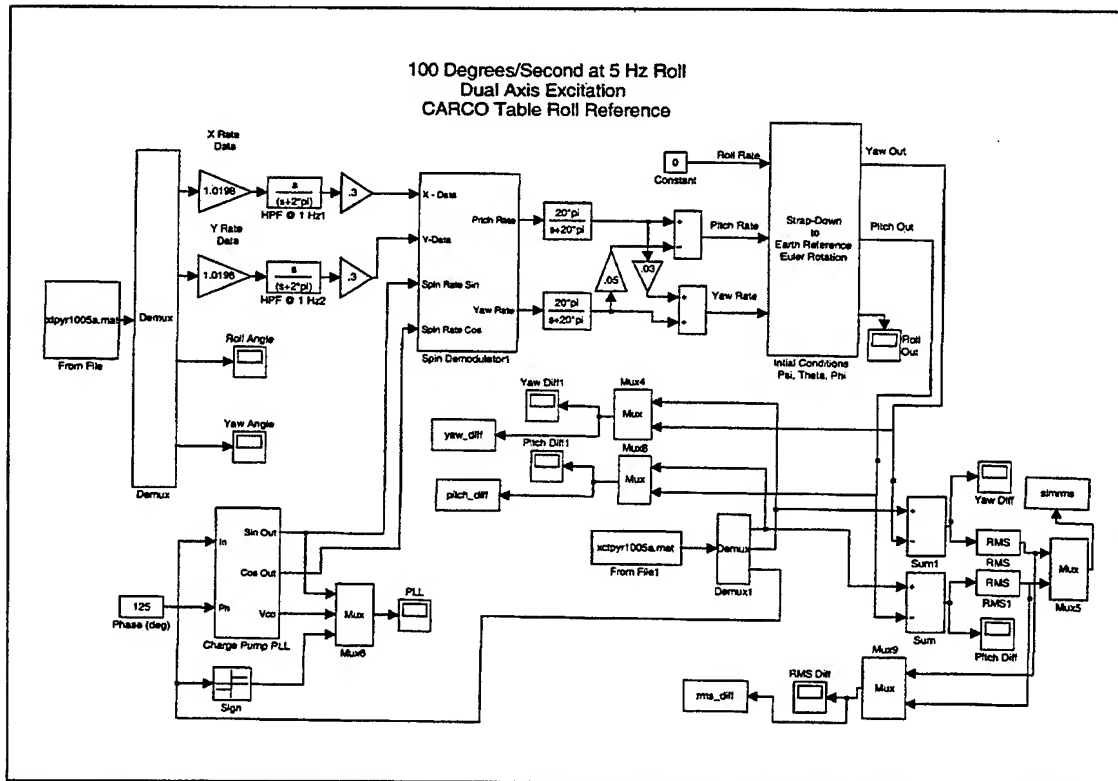 100 Degrees/Second at 5 Hz Roll
Dual Axis Excitation
CARCO Table Roll Reference
X Rate
Data
1.0198
s
(s+2*pi)
HPF @ 1 Hz1
.3
Y Rate
Data
1.0196
s
(s+2*pi)
HPF @ 1 Hz2
.3
xctpyr1005a.mat
From File
Demux
Demux
Roll Angle
Yaw Angle
X - Data
Y-Data
Spin Rate Sin
Spin Rate Cos
Pitch Rate
Yaw Rate
Spin Demodulator1
20*pi
s+20*pi
20*pi
s+20*pi
.05
.03
+
-
+
+
Pitch Rate
Yaw Rate
0
Constant
Roll Rate
Strap-Down
to
Earth Reference
Euler Rotation
Intial Conditions
Psi, Theta, Phi
Yaw Out
Pitch Out
Roll
Out
Yaw Diff1
Mux4
Mux
yaw_diff
Pitch Diff1
Mux8
Mux
pitch_diff
xctpyr1005a.mat
From File1
Demux
Demux1
In
Ph
Sin Out
Cos Out
Vco
Charge Pump PLL
125
Phase (deg)
Sign
Mux
Mux6
PLL
+
-
Sum1
Yaw Diff
RMS
RMS
+
-
Sum
RMS
RMS1
Pitch Diff
simrms
Mux
Mux5
Mux9
Mux
RMS Diff
rms_diff